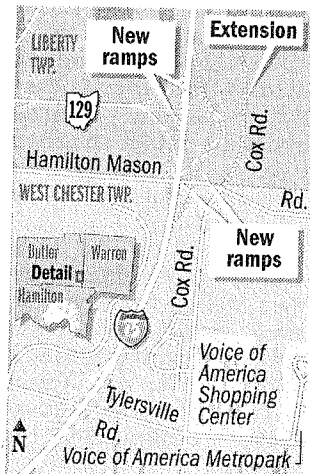 LIBERTY
TWP.
New
ramps
Extension
129
Cox Rd.
Hamilton Mason
Rd.
WEST CHESTER TWP.
New
ramps
Butler
Warren
Detail
Hamilton
Cox Rd.
75
Voice of
America
Shopping
Center
Tylersville
Rd.
N
Voice of America Metropark